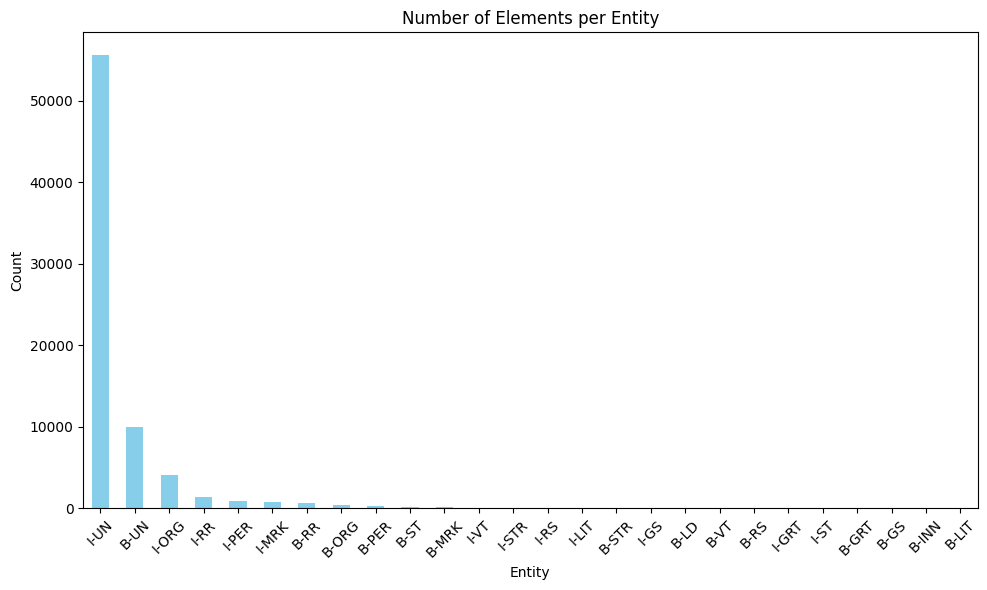 Number of Elements per Entity
Count
50000
40000
30000
20000
10000
0
I-UN
B-UN
I-ORG
I-RR
I-PER
I-MRK
B-RR
B-ORG
B-PER
B-ST
B-MRK
I-VT
I-STR
I-RS
I-LIT
B-STR
I-GS
B-LD
B-VT
B-RS
I-GRT
I-ST
B-GRT
B-GS
B-INN
B-LIT
Entity